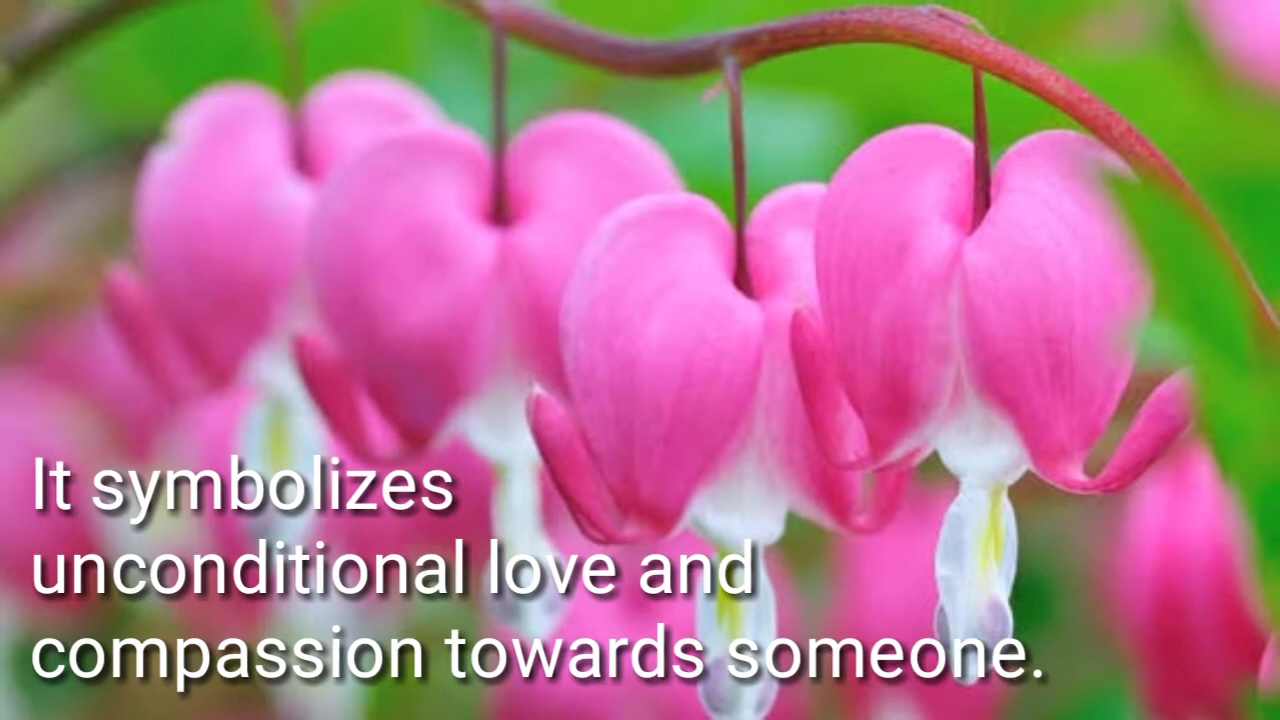 It symbolizes
unconditional love and
compassion towards someone.